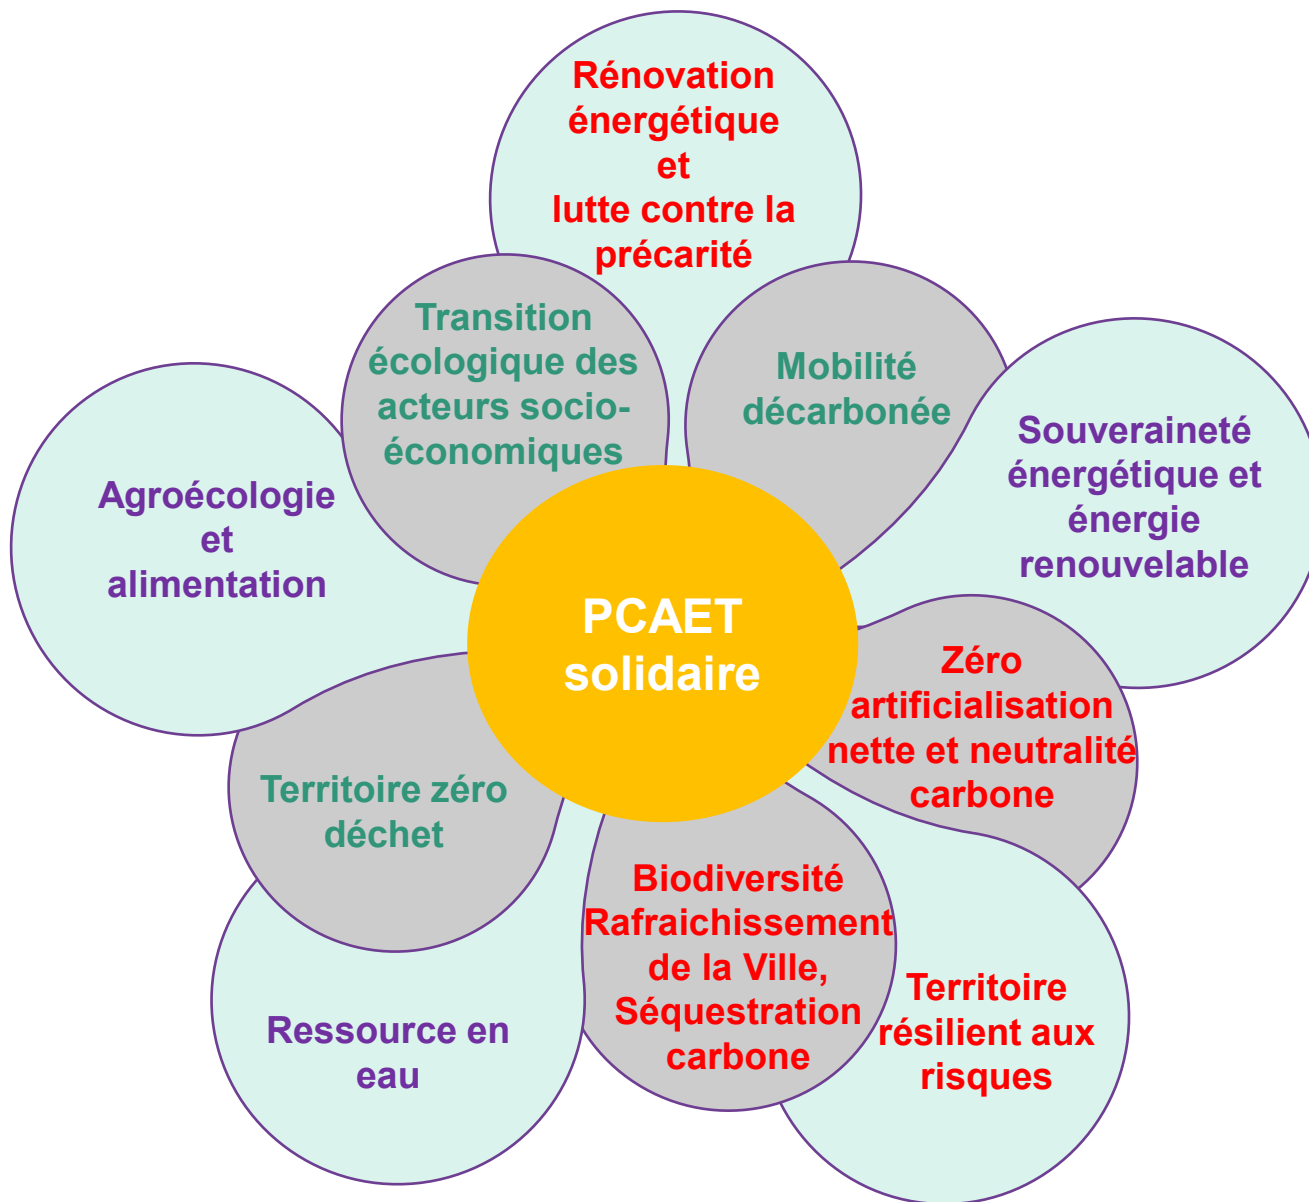 Rénovation
énergétique
et
lutte contre la
précarité
Transition
écologique des
acteurs socio-
économiques
Mobilité
décarbonée
Souveraineté
énergétique et
énergie
renouvelable
Agroécologie
et
alimentation
PCAET
solidaire
Zéro
artificialisation
nette et neutralité
carbone
Territoire zéro
déchet
Biodiversité
Rafraichissement
de la Ville,
Séquestration
carbone
Territoire
résilient aux
risques
Ressource en
eau